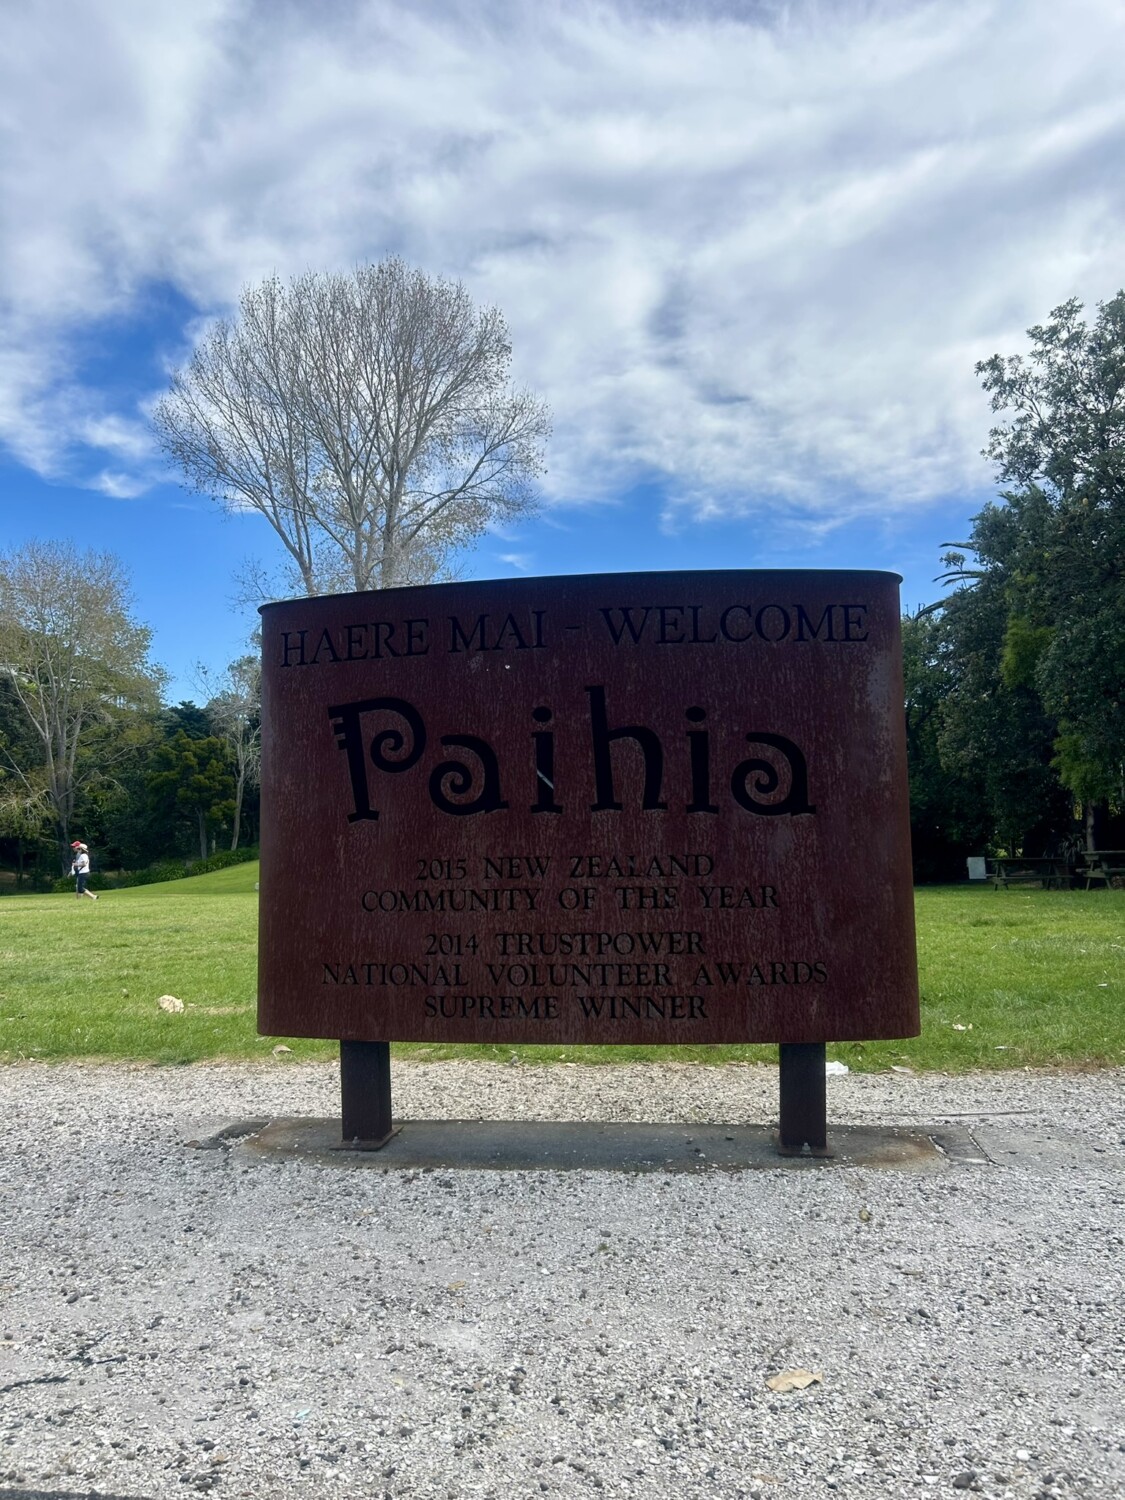 HAERE MAI - WELCOME
Paihia
2015 NEW ZEALAND
COMMUNITY OF THE YEAR
2014 TRUSTPOWER
NATIONAL VOLUNTEER AWARDS
SUPREME WINNER